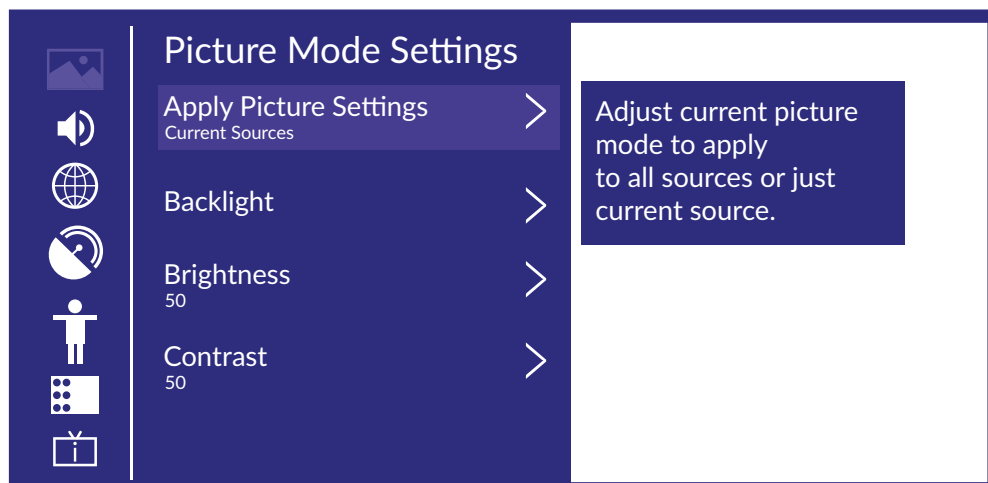 Picture Mode Settings
Apply Picture Settings
Current Sources
Backlight
Brightness
50
Contrast
50
Adjust current picture
mode to apply
to all sources or just
current source.
i